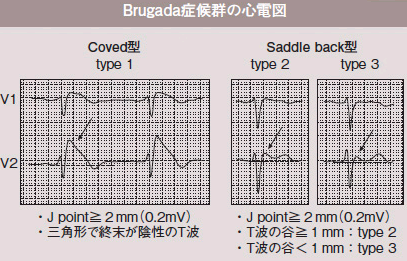 Brugada症候群の心電図
Coved型
type 1
Saddle back型
type 2 type 3
V1
V2
・J point≧2mm(0.2mV)
・三角形で終末が陰性のT波
・J point≧2mm(0.2mV)
・T波の谷≧1mm:type 2
・T波の谷<1mm:type 3